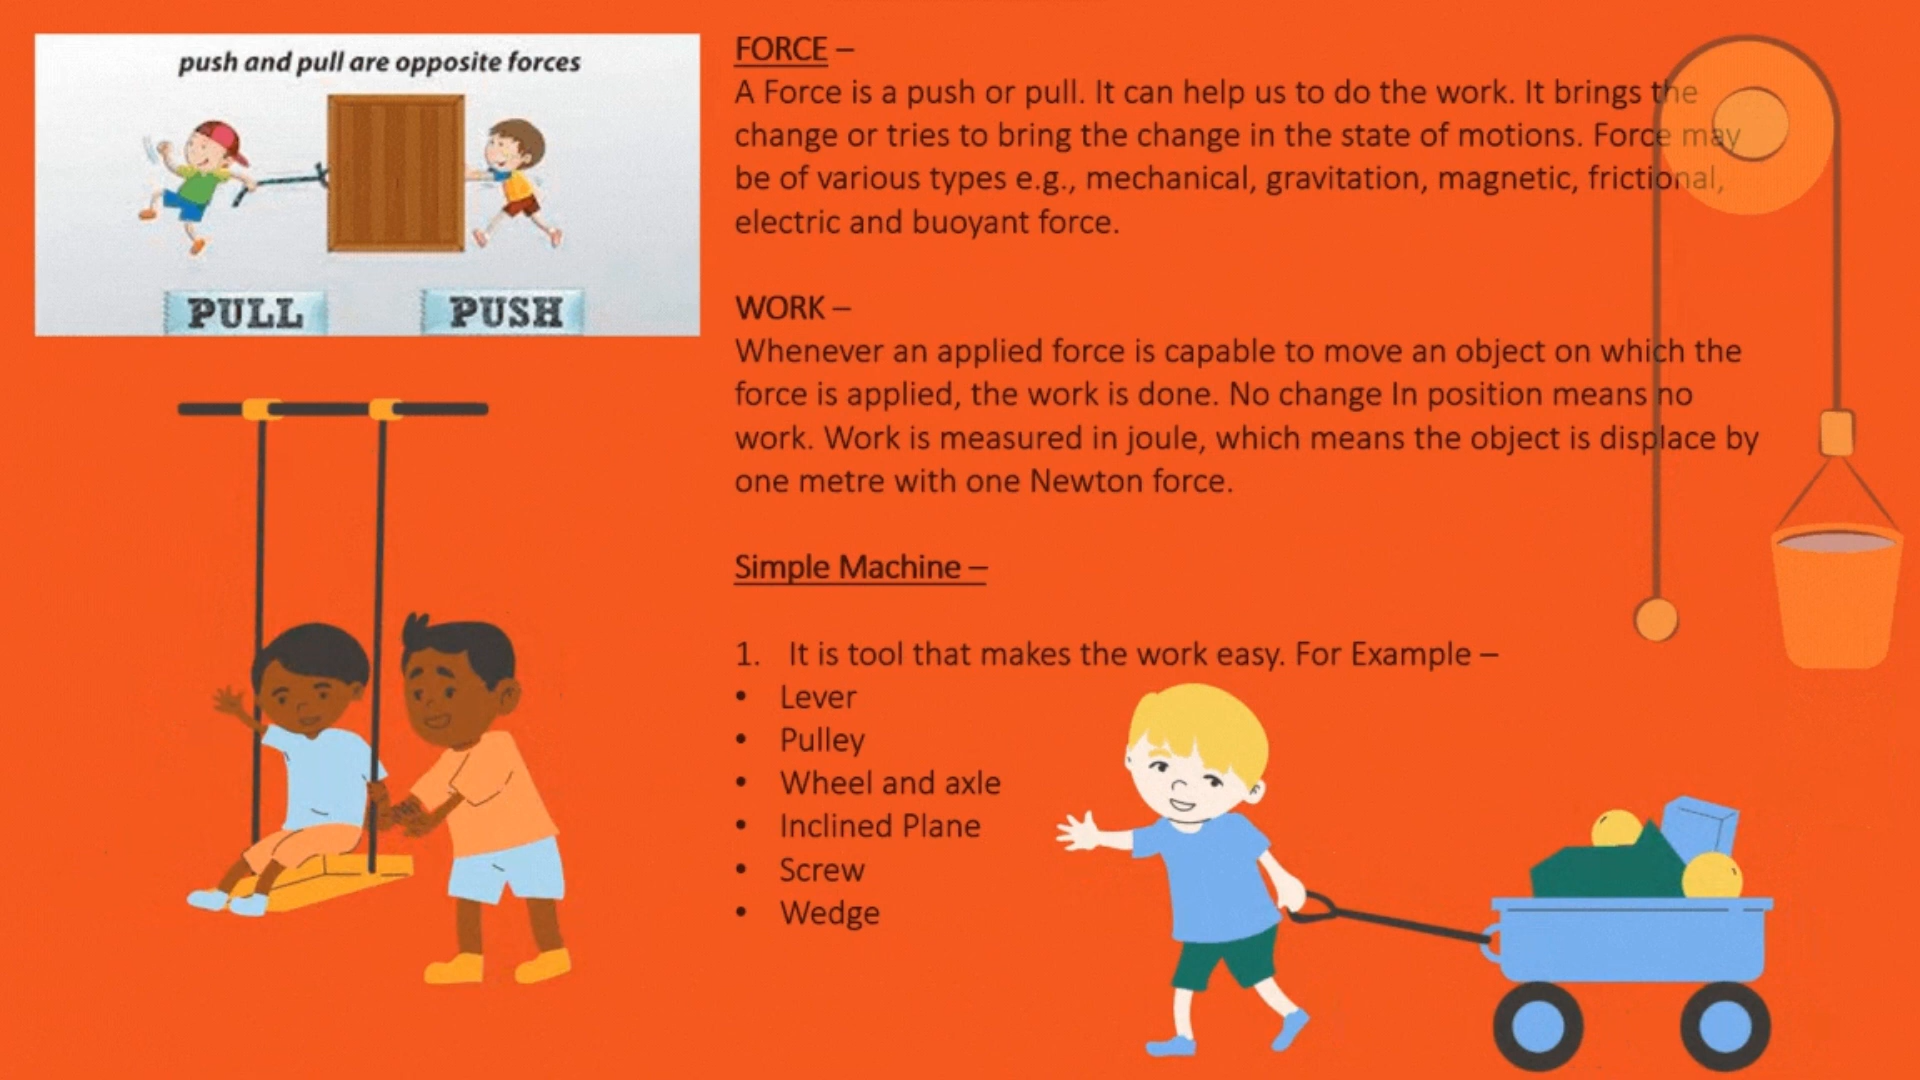 push and pull are opposite forces
PULL
PUSH
FORCE –
A Force is a push or pull. It can help us to do the work. It brings the
change or tries to bring the change in the state of motions. Force may
be of various types e.g., mechanical, gravitation, magnetic, frictional,
electric and buoyant force.
WORK –
Whenever an applied force is capable to move an object on which the
force is applied, the work is done. No change In position means no
work. Work is measured in joule, which means the object is displace by
one metre with one Newton force.
Simple Machine –
1. It is tool that makes the work easy. For Example –
• Lever
• Pulley
• Wheel and axle
• Inclined Plane
• Screw
• Wedge